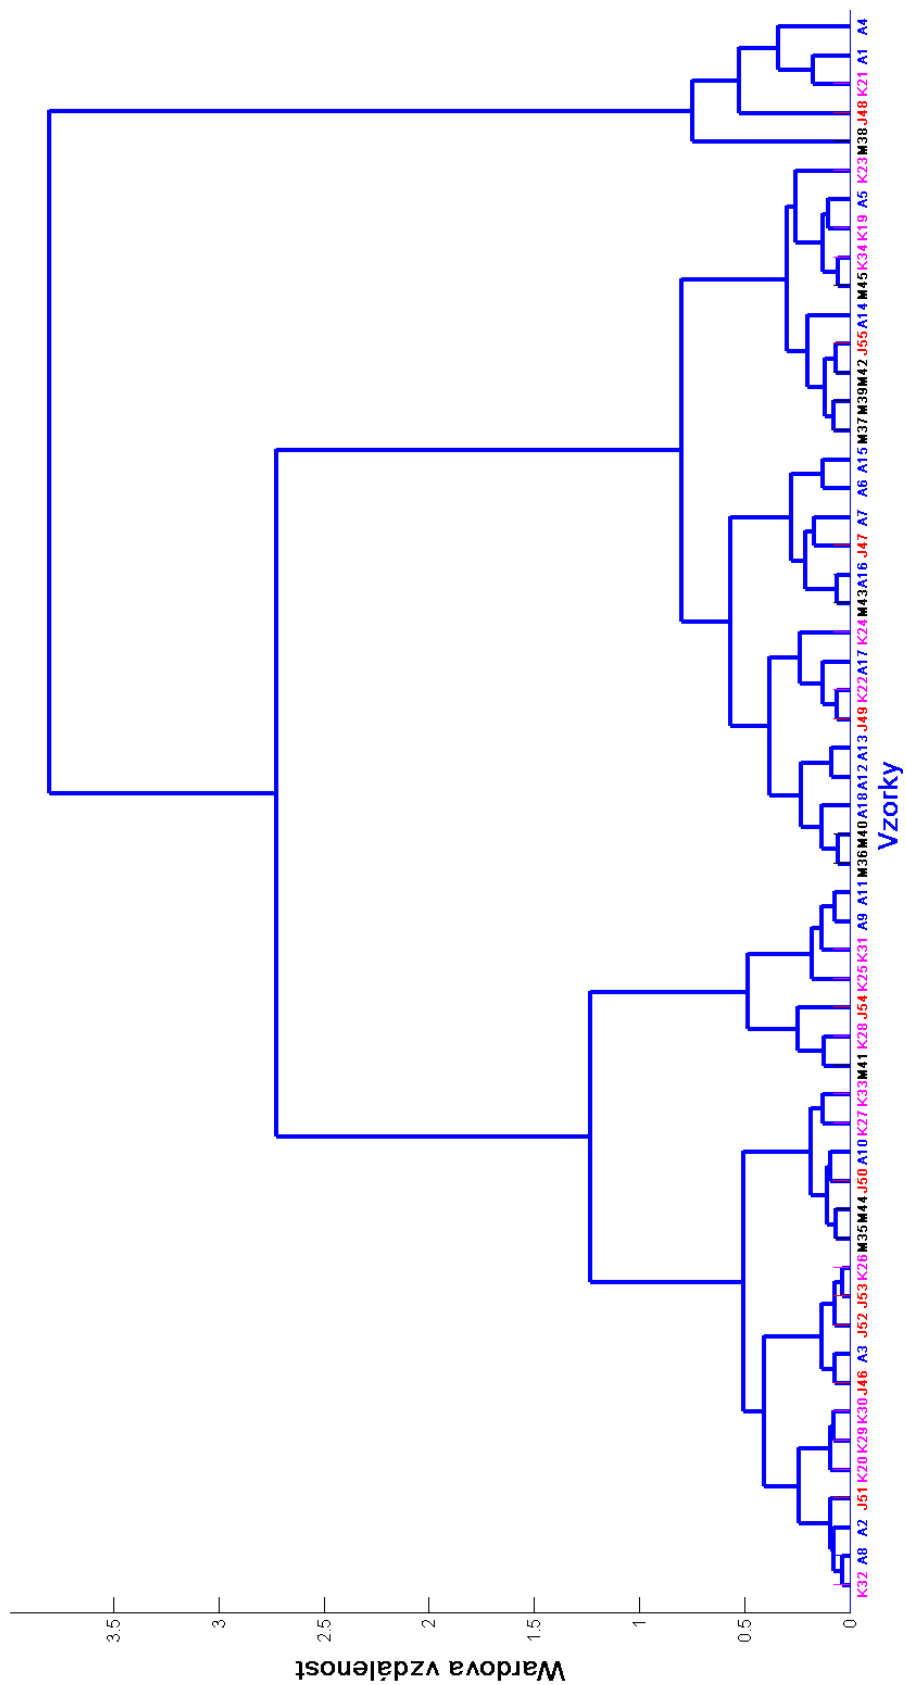 A4
A1
K21
J48
M38
K23
A5
K19
K34
M45
A14
J55
M42
M39
M37
A15
A6
A7
J47
A16
M43
K24
A17
K22
J49
A13
A12
A18
M40
M36
A11
A9
K31
K25
J54
K28
M41
K33
K27
A10
J50
M44
M35
K26
J53
J52
A3
J46
K30
K29
K20
J51
A2
A8
K32
Vzorky
3.5
3
2.5
2
1.5
1
0.5
0
Wardova vzdálenost